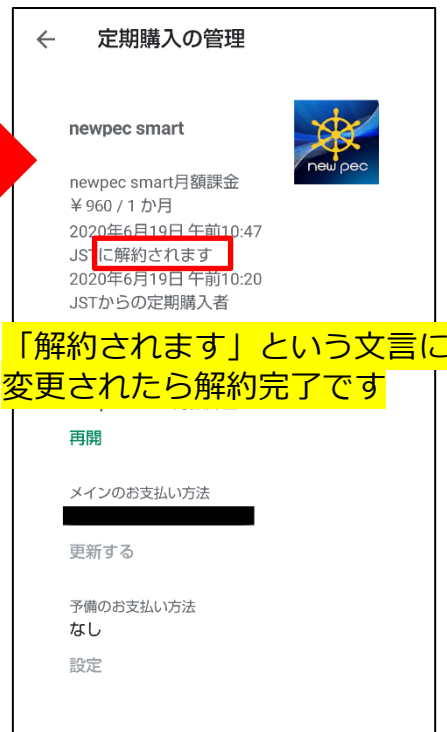 定期購入の管理
newpec smart
new pec
newpec smart月額課金
¥ 960 / 1 か月
2020年6月19日 午前10:47
JSTに解約されます
2020年6月19日 午前10:20
JSTからの定期購入者
「解約されます」という文言に
変更されたら解約完了です
再開
メインのお支払い方法
更新する
予備のお支払い方法
なし
設定